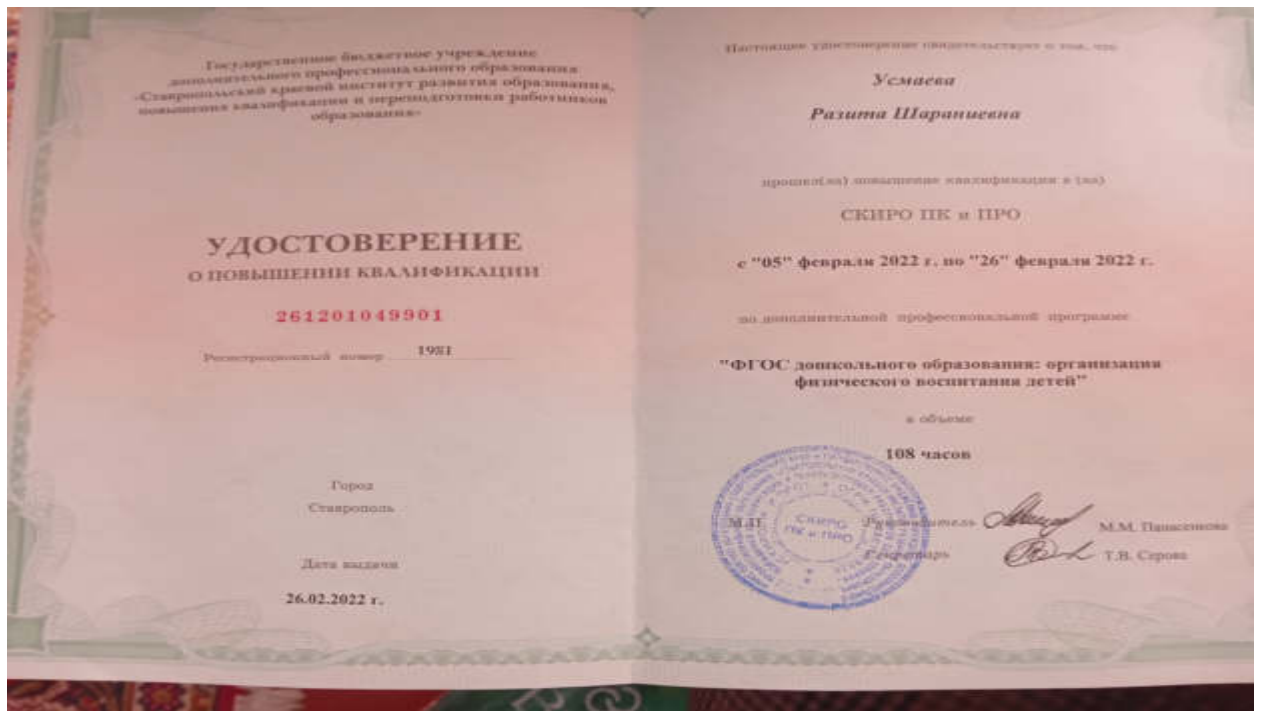 Государственное бюджетное учреждение
дополнительного профессионального образования
«Ставропольский краевой институт развития образования,
повышения квалификации и переподготовки работников
образования»
УДОСТОВЕРЕНИЕ
О ПОВЫШЕНИИ КВАЛИФИКАЦИИ
261201049901
Регистрационный номер 1981
Город
Ставрополь
Дата выдачи
26.02.2022 г.
Настоящее удостоверение свидетельствует о том, что
Усмаева
Разита Шараниевна
прошел(ла) повышение квалификации в (на)
СКИРО ПК и ПРО
с "05" февраля 2022 г. по "26" февраля 2022 г.
по дополнительной профессиональной программе
"ФГОС дошкольного образования: организация
физического воспитания детей"
в объеме
108 часов
СКИРО
ПК и ПРО
М.П.
Руководитель М.М. Панасенкова
Секретарь Т.В. Серова